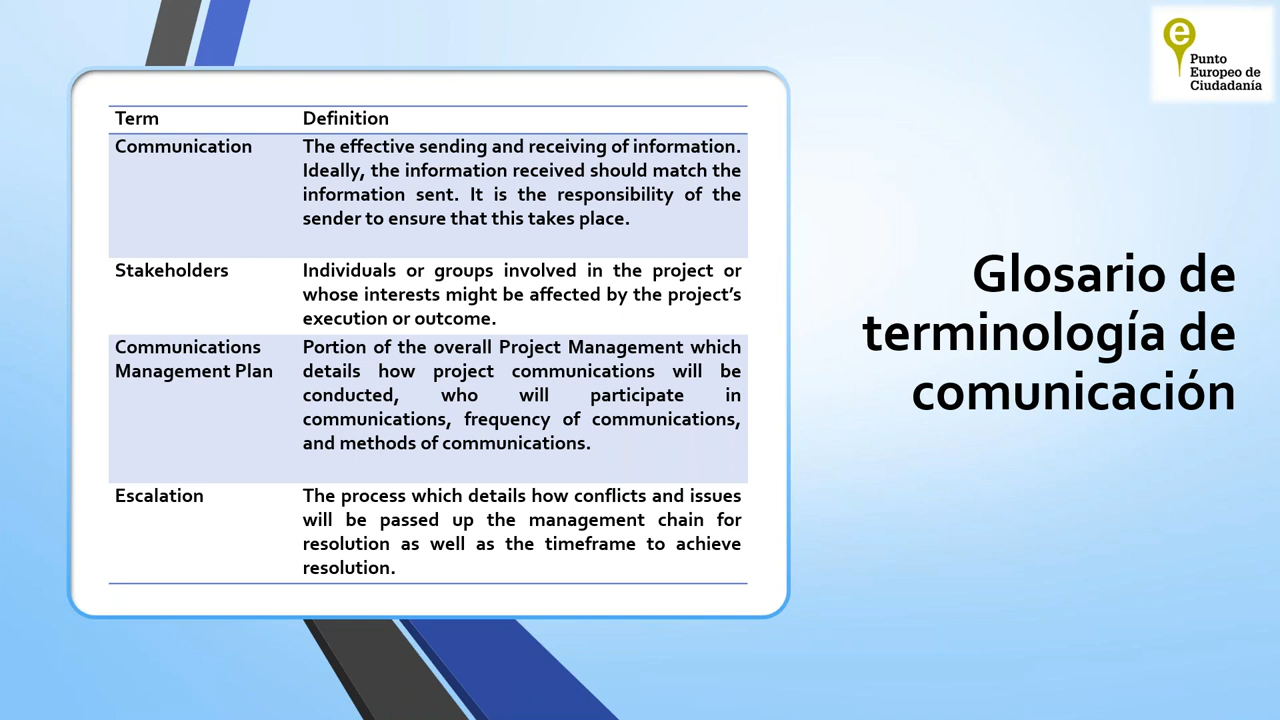 e
Punto
Europeo de
Ciudadanía
Term Definition
Communication The effective sending and receiving of information.
Ideally, the information received should match the
information sent. It is the responsibility of the
sender to ensure that this takes place.
Stakeholders Individuals or groups involved in the project or
whose interests might be affected by the project’s
execution or outcome.
Communications Portion of the overall Project Management which
Management Plan details how project communications will be
conducted, who will participate in
communications, frequency of communications,
and methods of communications.
Escalation The process which details how conflicts and issues
will be passed up the management chain for
resolution as well as the timeframe to achieve
resolution.
Glosario de
terminología de
comunicación